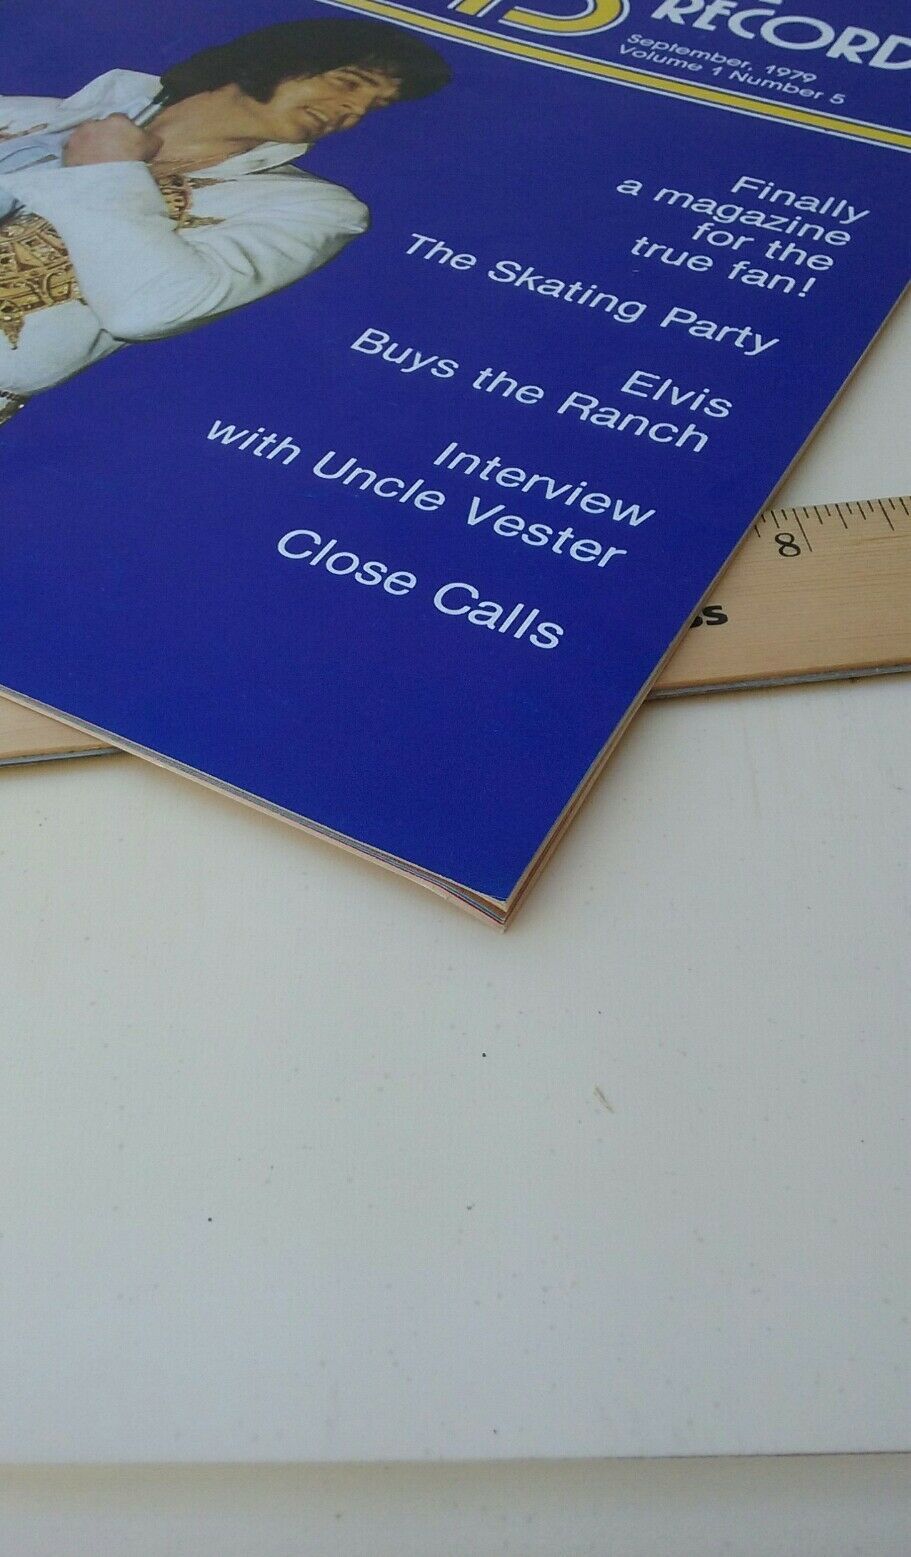 RECORD
September, 1979
Volume 1 Number 5
Finally
a magazine
for the
true fan!
The Skating Party
Elvis
Buys the Ranch
Interview
with Uncle Vester
Close Calls
8